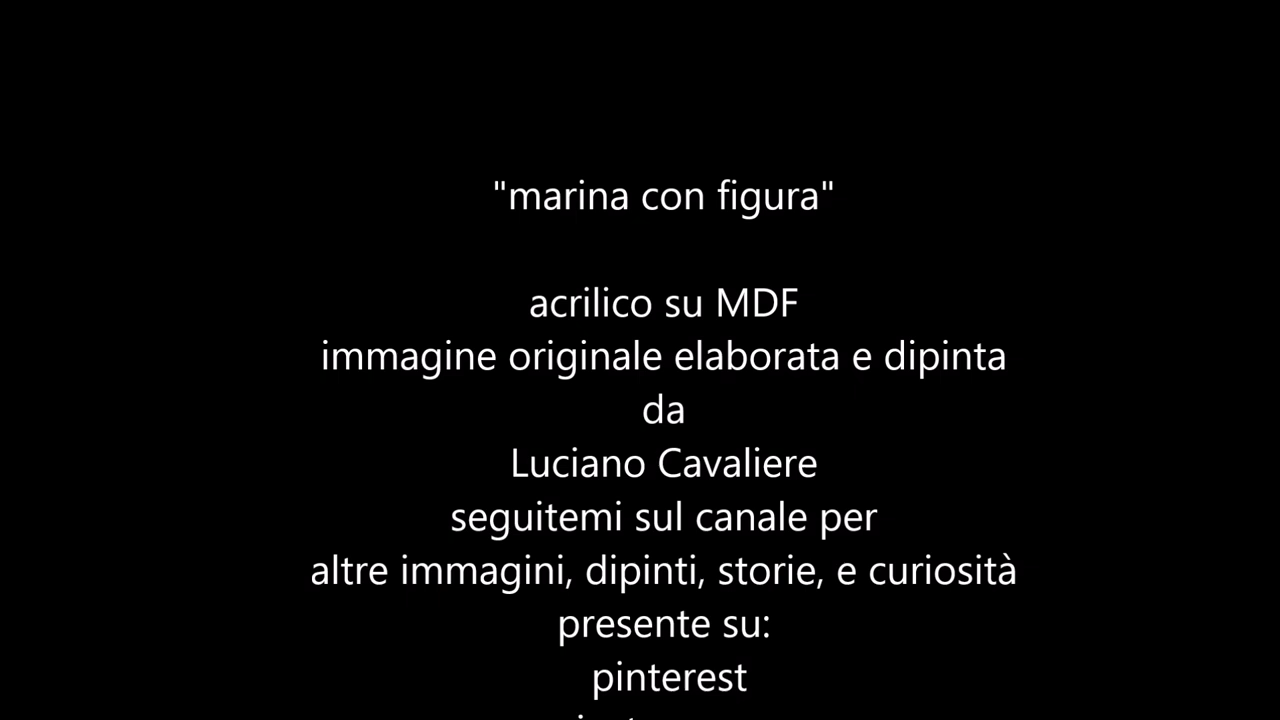 "marina con figura"
acrilico su MDF
immagine originale elaborata e dipinta
da
Luciano Cavaliere
seguitemi sul canale per
altre immagini, dipinti, storie, e curiosità
presente su:
pinterest